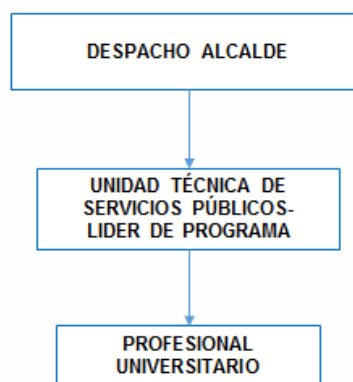 DESPACHO ALCALDE
UNIDAD TÉCNICA DE
SERVICIOS PÚBLICOS-
LIDER DE PROGRAMA
PROFESIONAL
UNIVERSITARIO